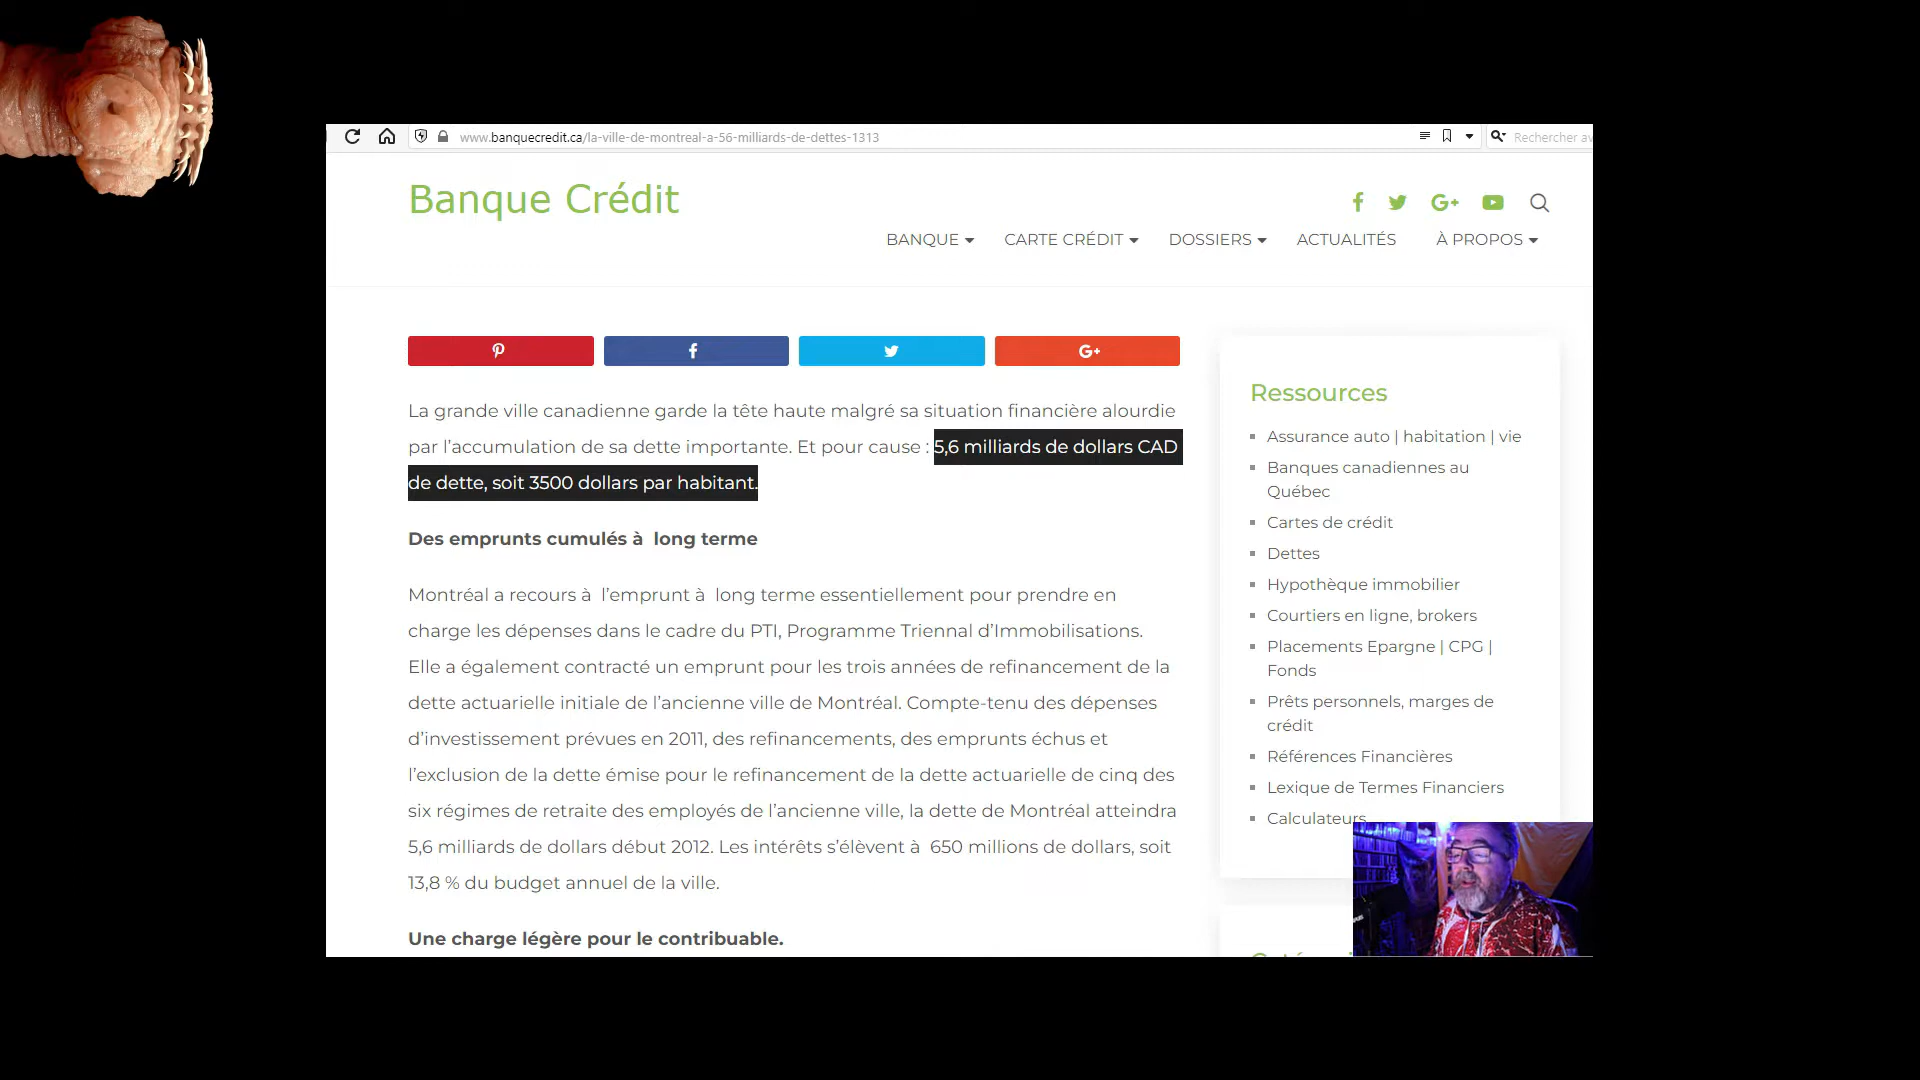 www.banquecredit.ca/la-ville-de-montreal-a-56-milliards-de-dettes-1313
Rechercher av
Banque Crédit
BANQUE
CARTE CRÉDIT
DOSSIERS
ACTUALITÉS
À PROPOS
La grande ville canadienne garde la tête haute malgré sa situation financière alourdie
par l’accumulation de sa dette importante. Et pour cause : 5,6 milliards de dollars CAD
de dette, soit 3500 dollars par habitant.
Des emprunts cumulés à  long terme
Montréal a recours à  l’emprunt à  long terme essentiellement pour prendre en
charge les dépenses dans le cadre du PTI, Programme Triennal d’Immobilisations.
Elle a également contracté un emprunt pour les trois années de refinancement de la
dette actuarielle initiale de l’ancienne ville de Montréal. Compte-tenu des dépenses
d’investissement prévues en 2011, des refinancements, des emprunts échus et
l’exclusion de la dette émise pour le refinancement de la dette actuarielle de cinq des
six régimes de retraite des employés de l’ancienne ville, la dette de Montréal atteindra
5,6 milliards de dollars début 2012. Les intérêts s’élèvent à  650 millions de dollars, soit
13,8 % du budget annuel de la ville.
Une charge légère pour le contribuable.
Ressources
Assurance auto | habitation | vie
Banques canadiennes au
Québec
Cartes de crédit
Dettes
Hypothèque immobilier
Courtiers en ligne, brokers
Placements Epargne | CPG |
Fonds
Prêts personnels, marges de
crédit
Références Financières
Lexique de Termes Financiers
Calculateurs